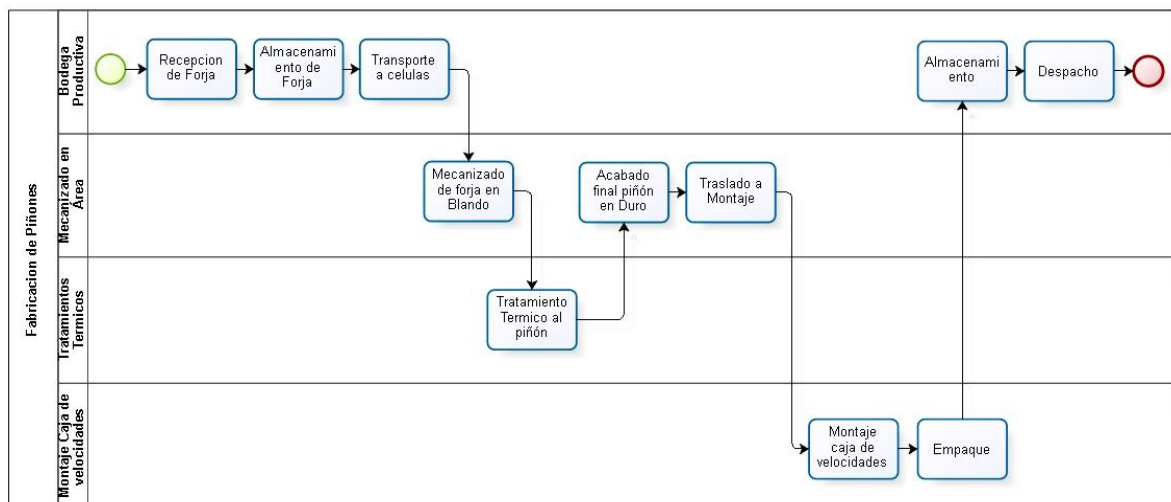 Fabricacion de Piñones
Bodega
Productiva
Recepcion
de Forja
Almacenami
ento de
Forja
Transporte
a celulas
Almacenami
ento
Despacho
Mecanizado en
Área
Mecanizado
de forja en
Blando
Acabado
final piñón
en Duro
Traslado a
Montaje
Tratamientos
Termicos
Tratamiento
Termico al
piñón
Montaje Caja de
velocidades
Montaje
caja de
velocidades
Empaque